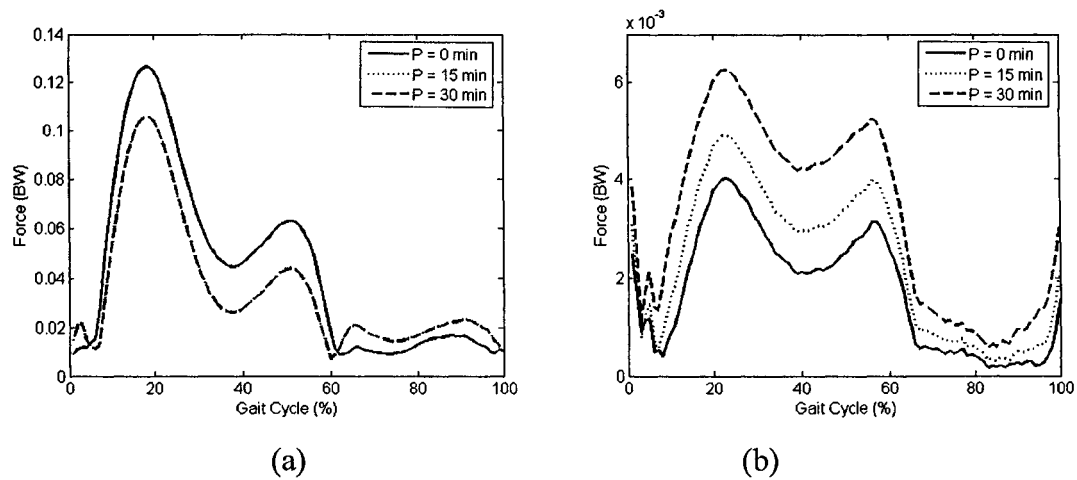 0.14
0.12
0.1
0.08
0.06
0.04
0.02
0
Force (BW)
0 20 40 60 80 100
Gait Cycle (%)
P = 0 min
P = 15 min
P = 30 min
(a)
x 10⁻³
6
4
2
0
Force (BW)
0 20 40 60 80 100
Gait Cycle (%)
P = 0 min
P = 15 min
P = 30 min
(b)